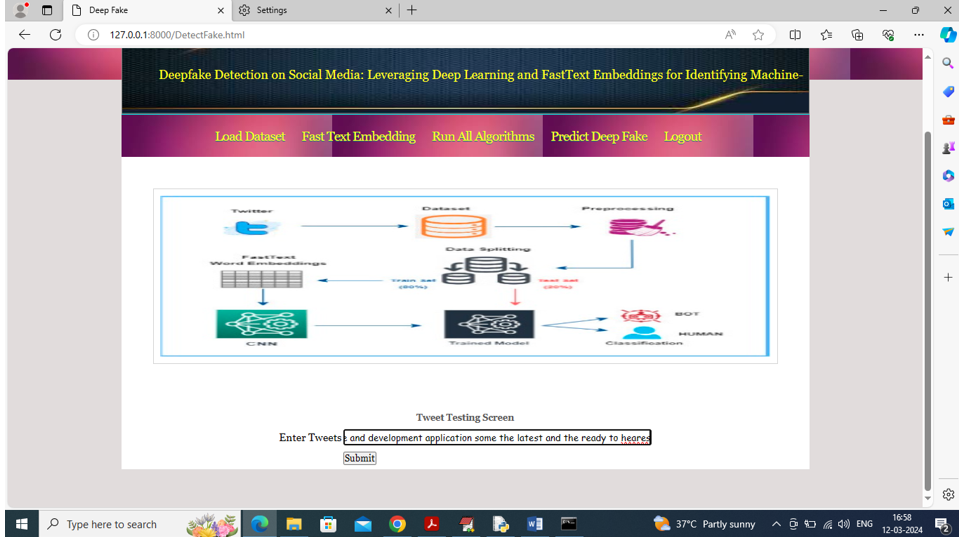 Deep Fake
Settings
127.0.0.1:8000/DetectFake.html
Deepfake Detection on Social Media: Leveraging Deep Learning and FastText Embeddings for Identifying Machine-
Load Dataset Fast Text Embedding Run All Algorithms Predict Deep Fake Logout
Twitter Dataset Preprocessing
Data Splitting
FastText
Word Embeddings
Train set
(80%)
test set
(20%)
BOT
HUMAN
CNN Trained Model Classification
Tweet Testing Screen
Enter Tweets and development application some the latest and the ready to heares
Submit
Type here to search
37°C Partly sunny
ENG
16:58
12-03-2024
2